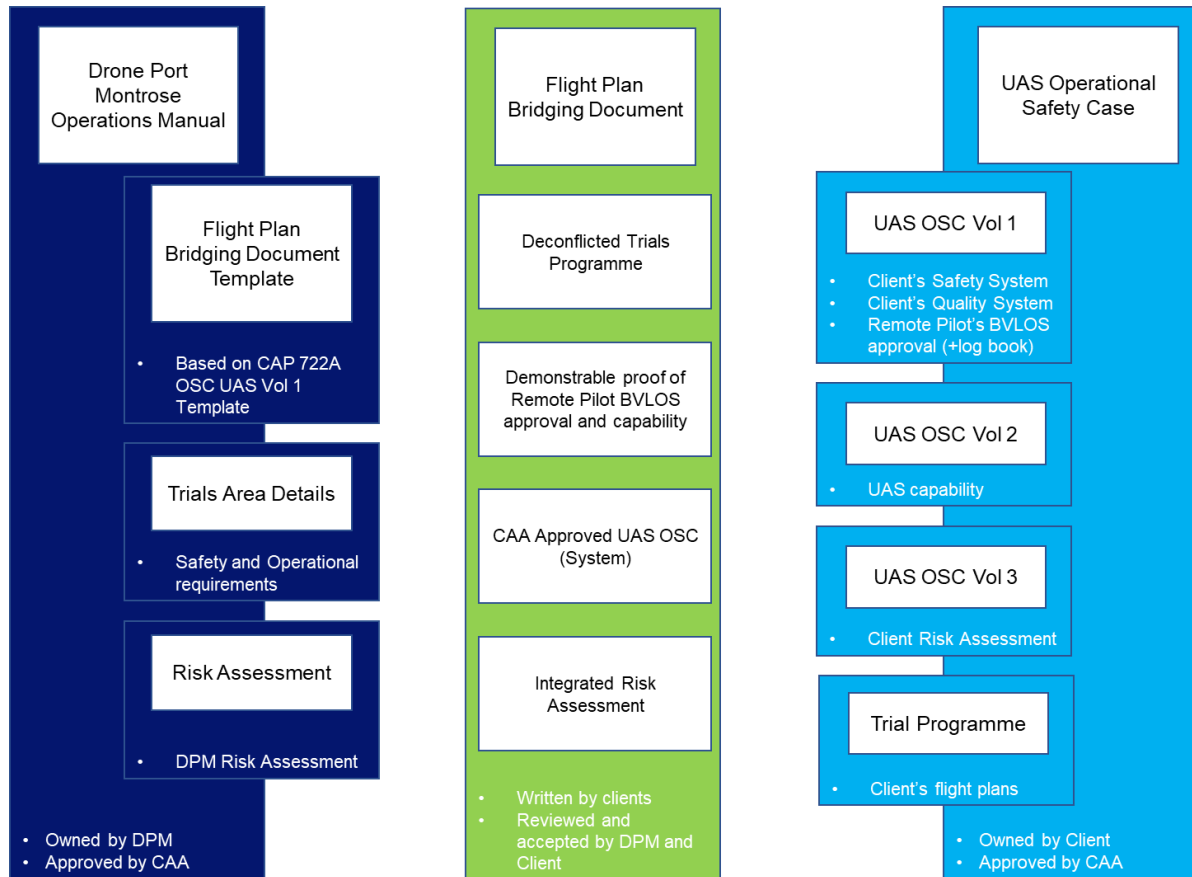 Drone Port
Montrose
Operations Manual
Flight Plan
Bridging Document
Template
• Based on CAP 722A
OSC UAS Vol 1
Template
Trials Area Details
• Safety and Operational
requirements
Risk Assessment
• DPM Risk Assessment
• Owned by DPM
• Approved by CAA
Flight Plan
Bridging Document
Deconflicted Trials
Programme
Demonstrable proof of
Remote Pilot BVLOS
approval and capability
CAA Approved UAS OSC
(System)
Integrated Risk
Assessment
• Written by clients
• Reviewed and
accepted by DPM and
Client
UAS Operational
Safety Case
UAS OSC Vol 1
• Client's Safety System
• Client's Quality System
• Remote Pilot's BVLOS
approval (+log book)
UAS OSC Vol 2
• UAS capability
UAS OSC Vol 3
• Client Risk Assessment
Trial Programme
• Client's flight plans
• Owned by Client
• Approved by CAA